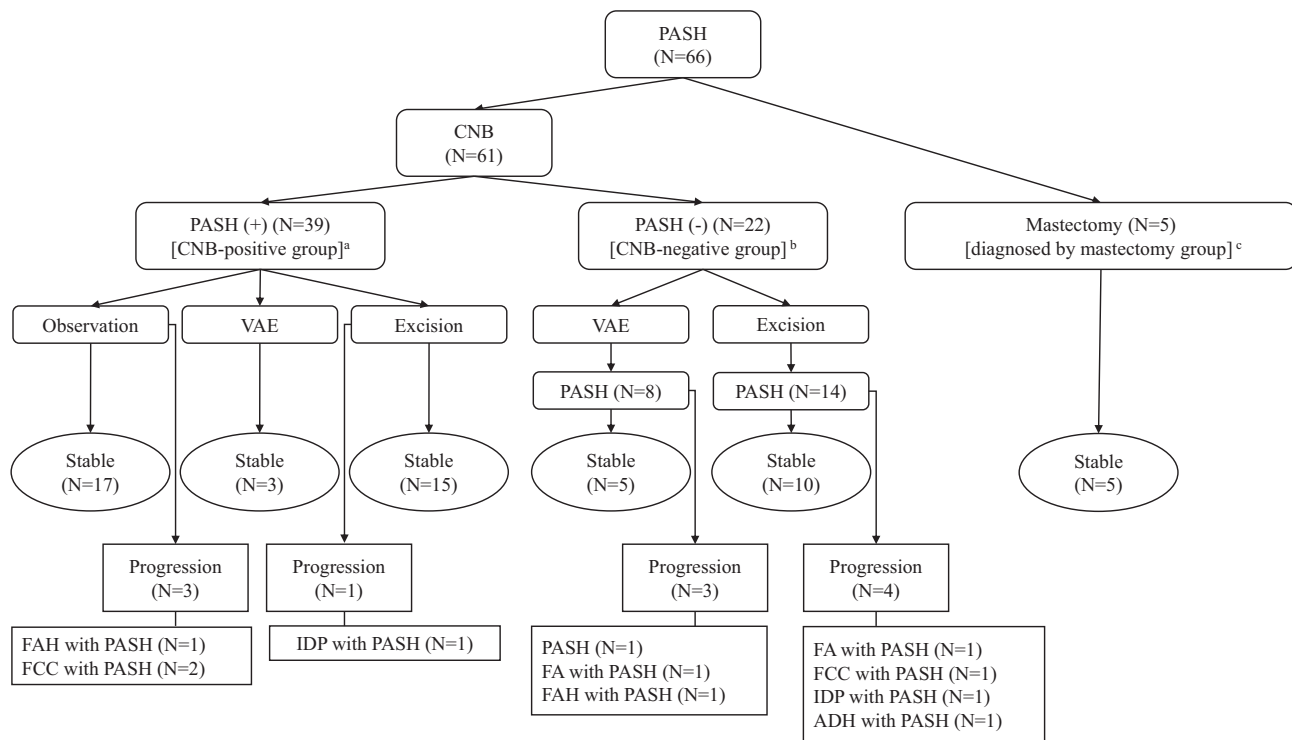 PASH
(N=66)
CNB
(N=61)
PASH (+) (N=39)
[CNB-positive group]a
PASH (-) (N=22)
[CNB-negative group] b
Mastectomy (N=5)
[diagnosed by mastectomy group] c
Observation
VAE
Excision
VAE
Excision
PASH (N=8)
PASH (N=14)
Stable
(N=17)
Stable
(N=3)
Stable
(N=15)
Stable
(N=5)
Stable
(N=10)
Stable
(N=5)
Progression
(N=3)
Progression
(N=1)
Progression
(N=3)
Progression
(N=4)
FAH with PASH (N=1)
FCC with PASH (N=2)
IDP with PASH (N=1)
PASH (N=1)
FA with PASH (N=1)
FAH with PASH (N=1)
FA with PASH (N=1)
FCC with PASH (N=1)
IDP with PASH (N=1)
ADH with PASH (N=1)